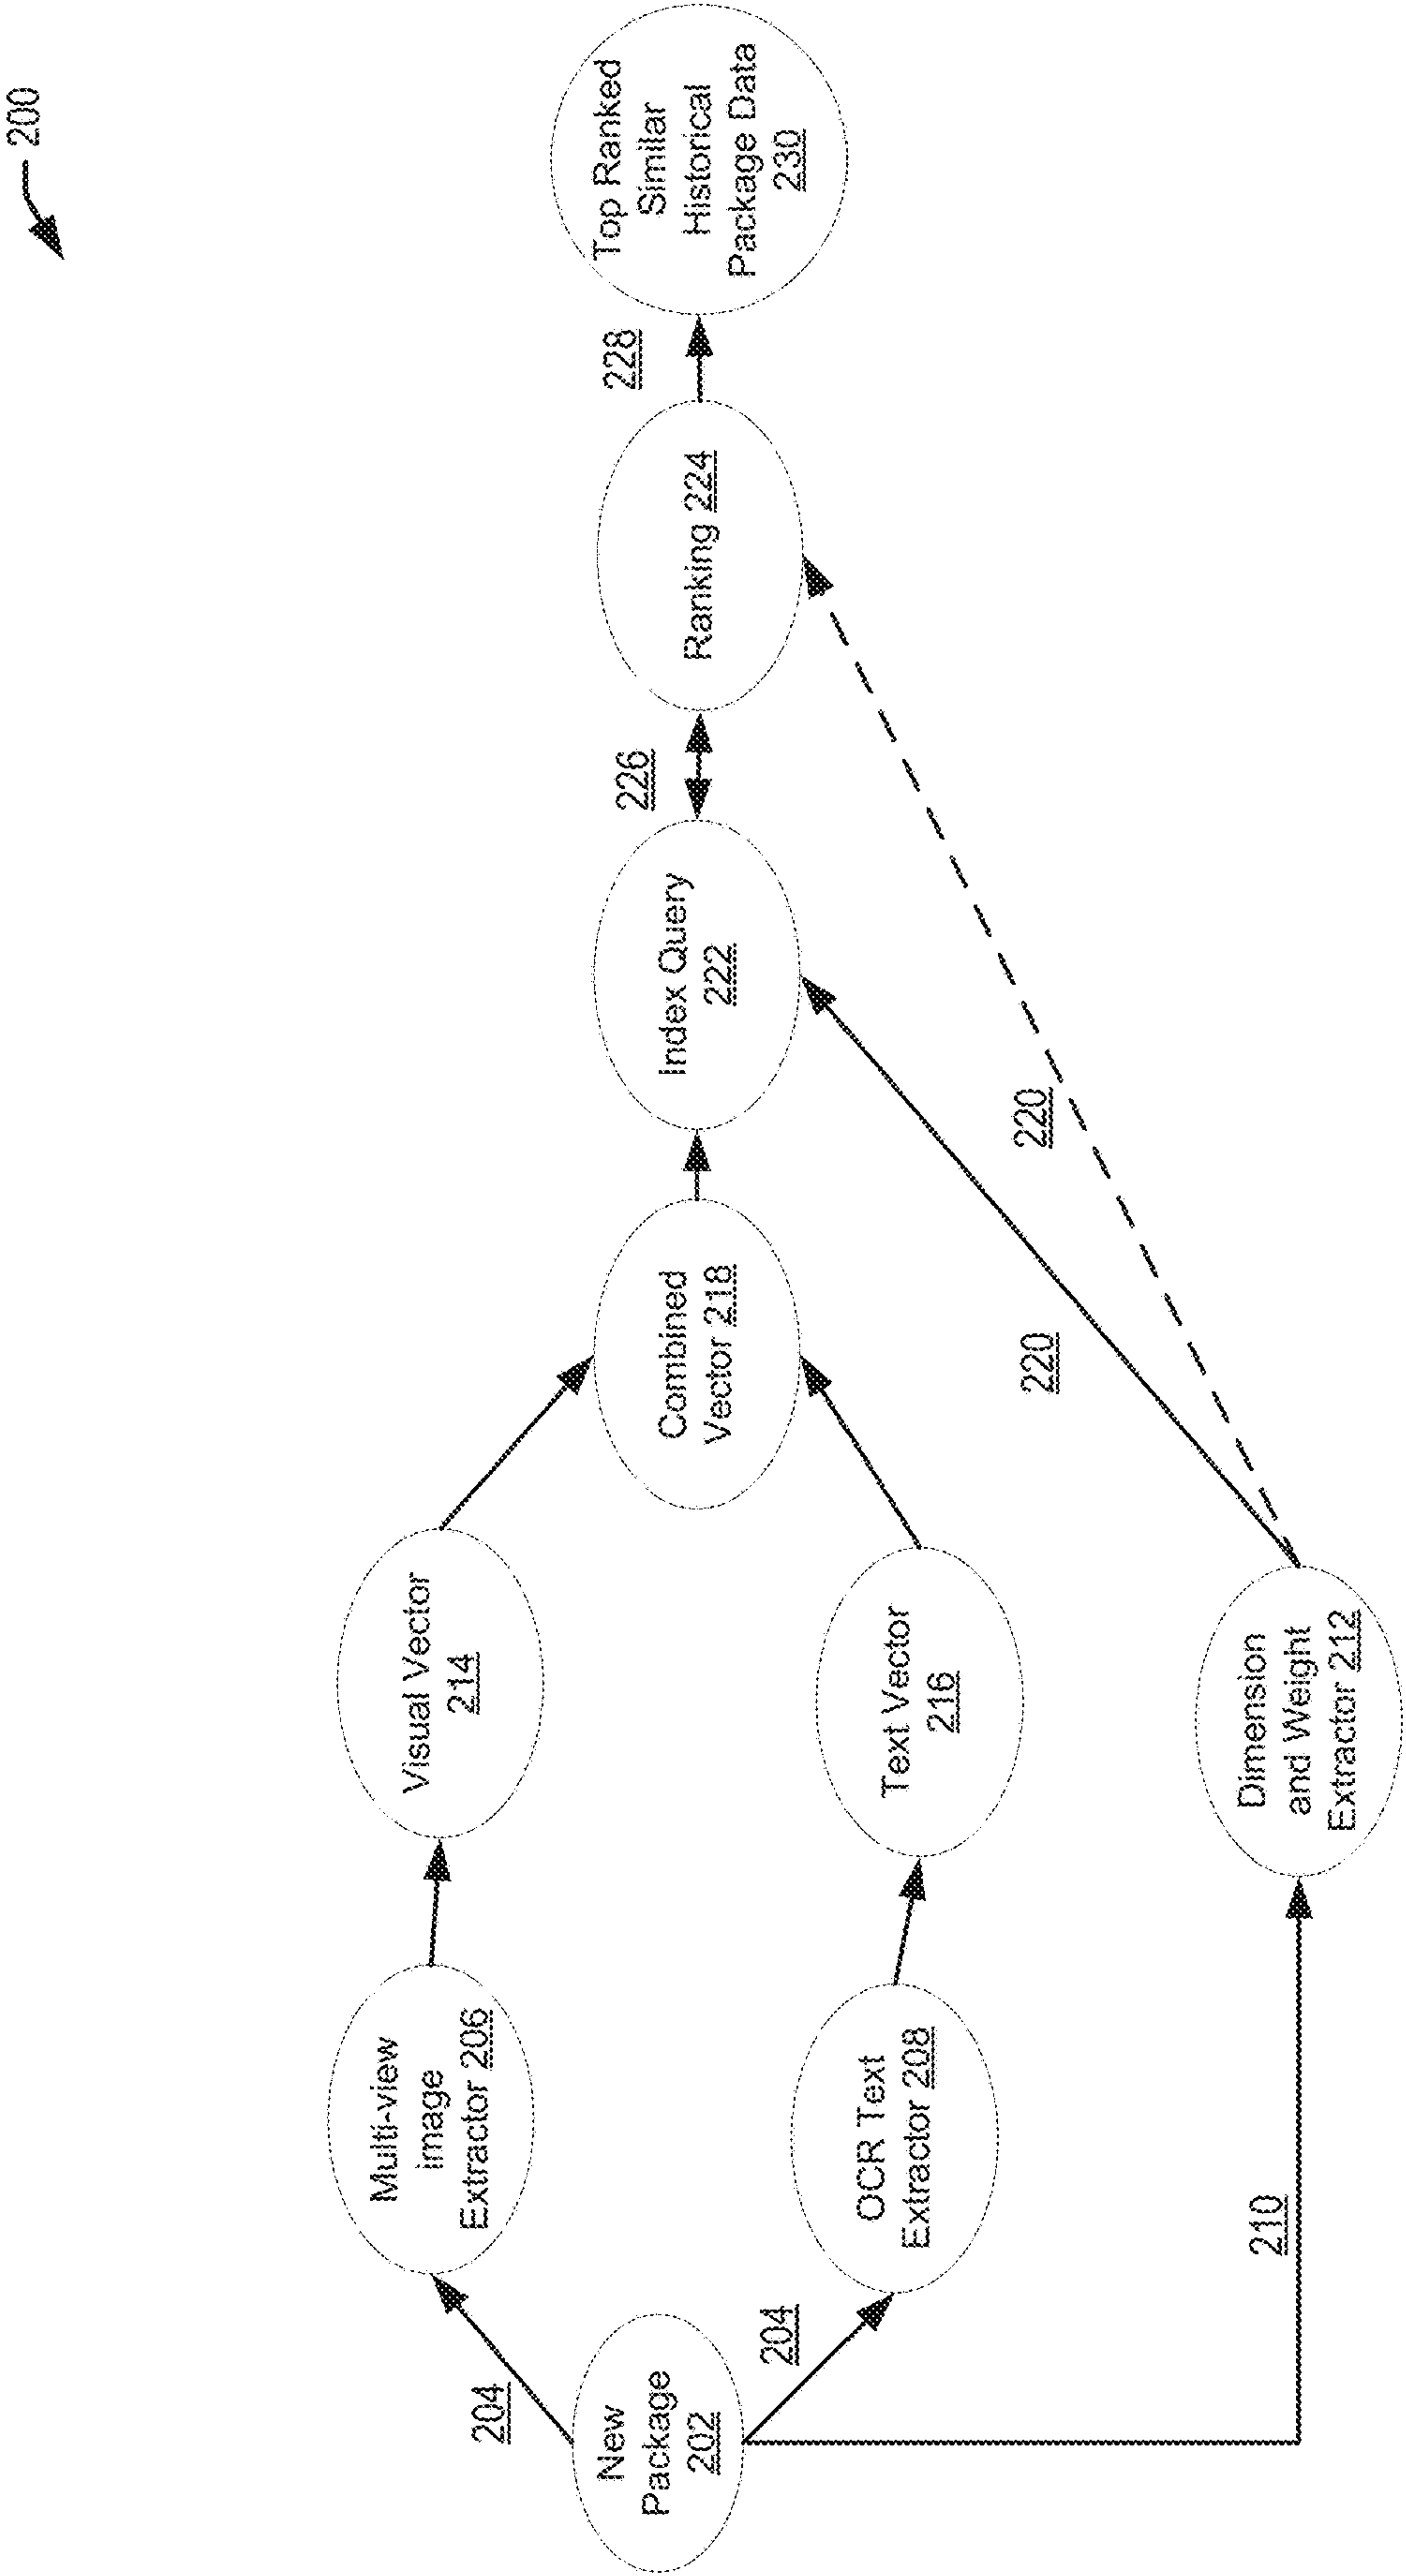 200
New
Package
202
204
204
210
Multi-view
image
Extractor 206
OCR Text
Extractor 208
Visual Vector
214
Text Vector
216
Dimension
and Weight
Extractor 212
Combined
Vector 218
220
220
Index Query
222
226
Ranking 224
228
Top Ranked
Similar
Historical
Package Data
230